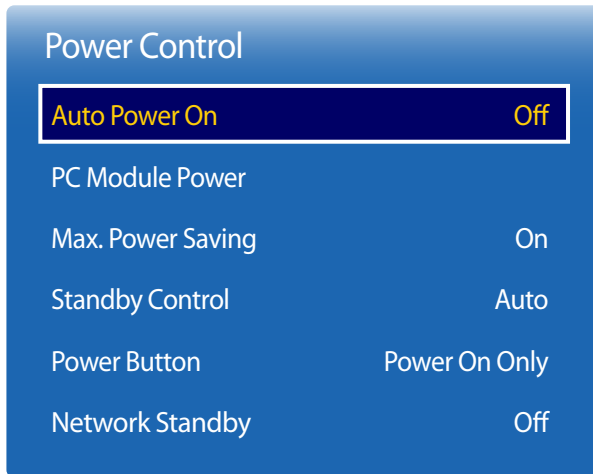 Power Control
Auto Power On Off
PC Module Power
Max. Power Saving On
Standby Control Auto
Power Button Power On Only
Network Standby Off